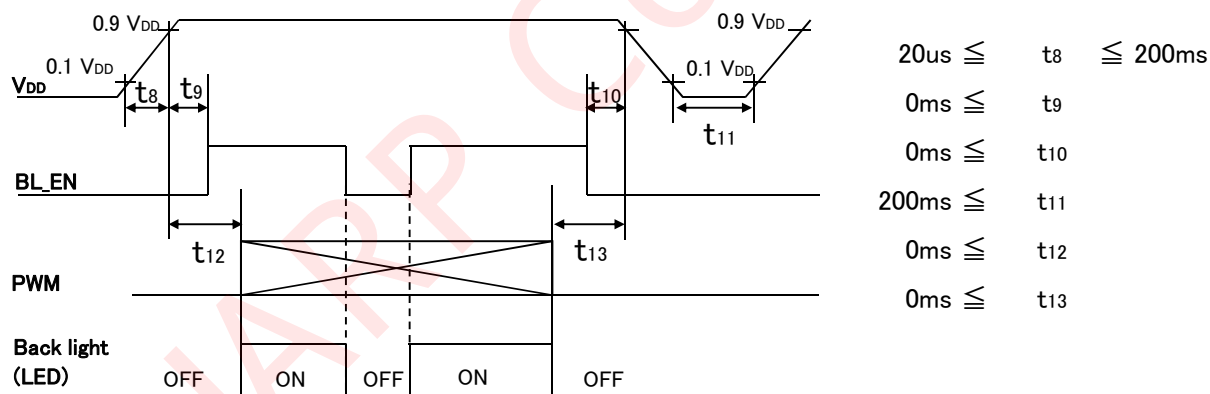 0.9 VDD
0.9 VDD
0.1 VDD
0.1 VDD
VDD
t8
t9
t10
t11
BL_EN
t12
t13
PWM
Back light
(LED)
OFF
ON
OFF
ON
OFF
20us ≦ t8 ≦ 200ms
0ms ≦ t9
0ms ≦ t10
200ms ≦ t11
0ms ≦ t12
0ms ≦ t13